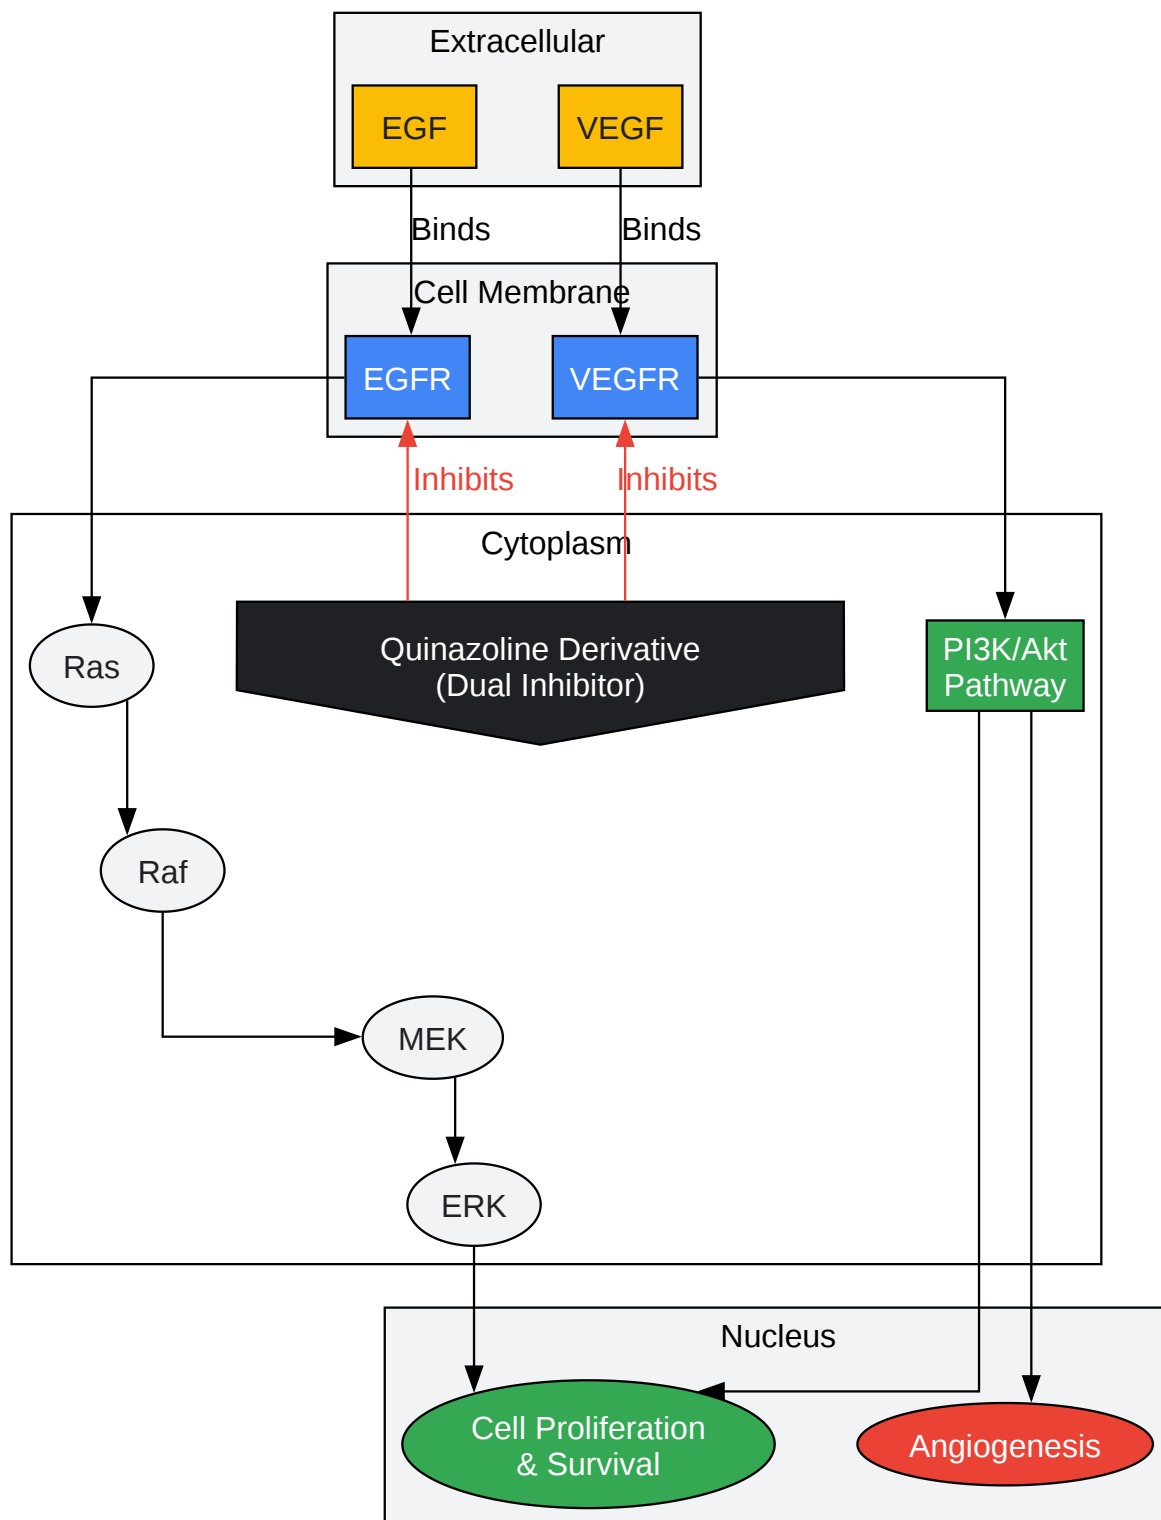 Extracellular
EGF
VEGF
Binds
Binds
Cell Membrane
EGFR
VEGFR
Inhibits
Inhibits
Cytoplasm
Ras
Quinazoline Derivative
(Dual Inhibitor)
PI3K/Akt
Pathway
Raf
MEK
ERK
Nucleus
Cell Proliferation
& Survival
Angiogenesis